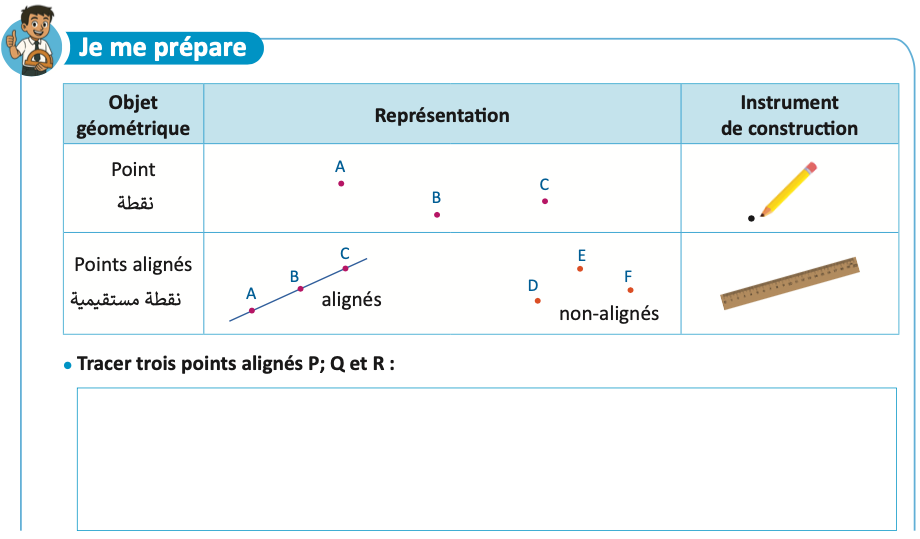 Je me prépare
Objet
géométrique
Représentation
Instrument
de construction
Point
نقطة
A
B
C
Points alignés
نقطة مستقيمية
A
B
C
alignés
D
E
F
non-alignés
• Tracer trois points alignés P; Q et R :